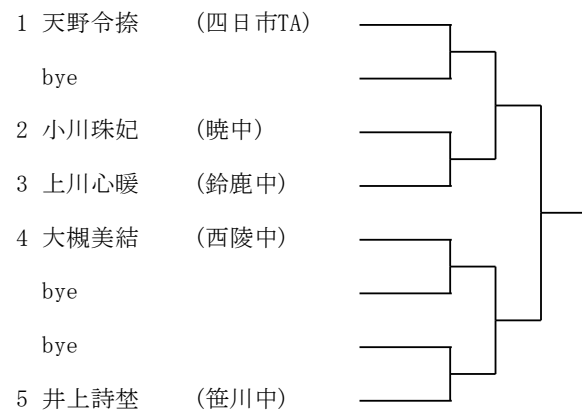 1 天野令捺 (四日市TA)
bye
2 小川珠妃 (暁中)
3 上川心暖 (鈴鹿中)
4 大槻美結 (西陵中)
bye
bye
5 井上詩埜 (笹川中)